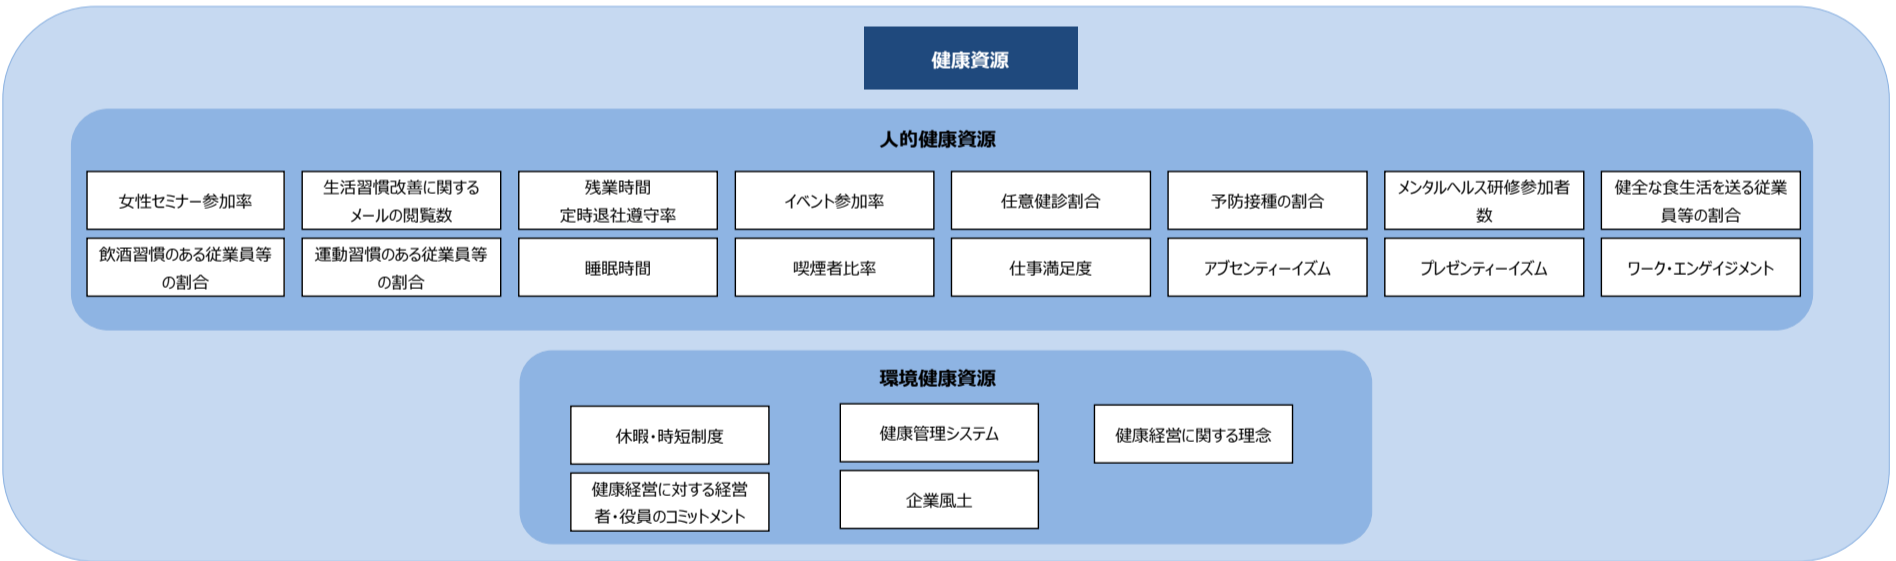 健康資源
人的健康資源
女性セミナー参加率
生活習慣改善に関する
メールの閲覧数
残業時間
定時退社遵守率
イベント参加率
任意健診割合
予防接種の割合
メンタルヘルス研修参加者
数
健全な食生活を送る従業
員等の割合
飲酒習慣のある従業員等
の割合
運動習慣のある従業員等
の割合
睡眠時間
喫煙者比率
仕事満足度
アブセンティーイズム
プレゼンティーイズム
ワーク・エンゲイジメント
環境健康資源
休暇・時短制度
健康管理システム
健康経営に関する理念
健康経営に対する経営
者・役員のコミットメント
企業風土